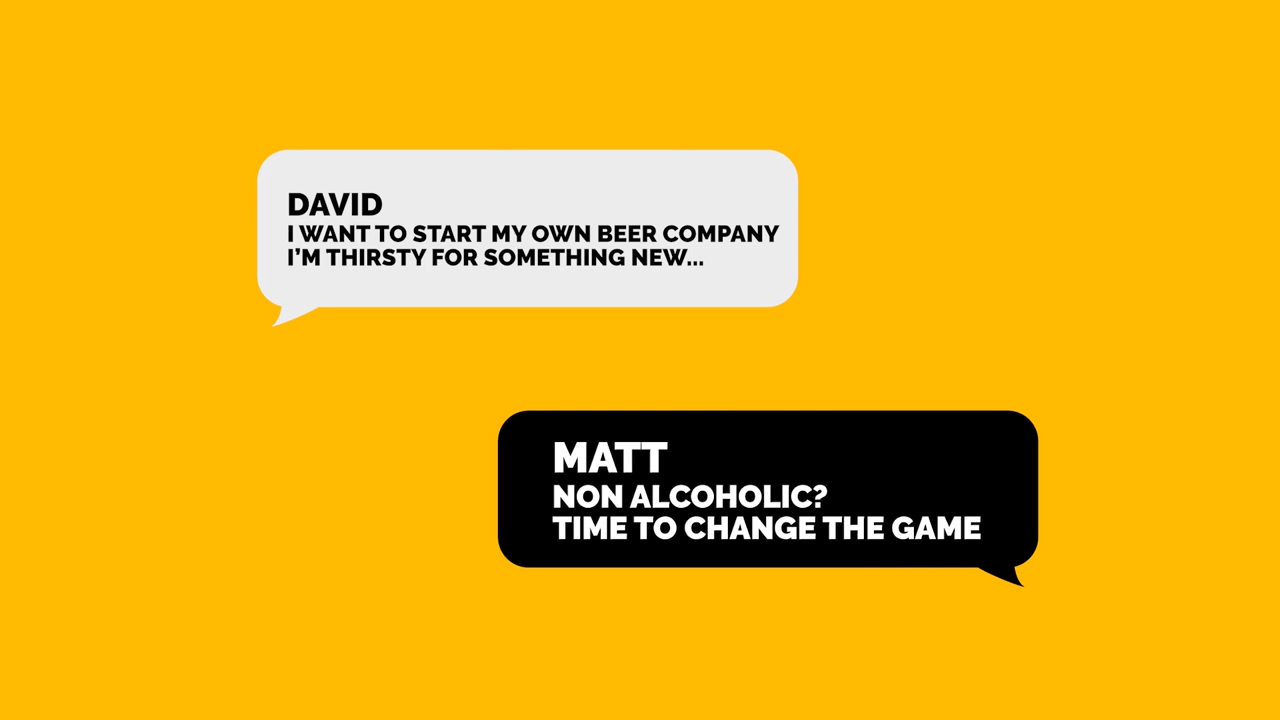 DAVID
I WANT TO START MY OWN BEER COMPANY
I’M THIRSTY FOR SOMETHING NEW...
MATT
NON ALCOHOLIC?
TIME TO CHANGE THE GAME